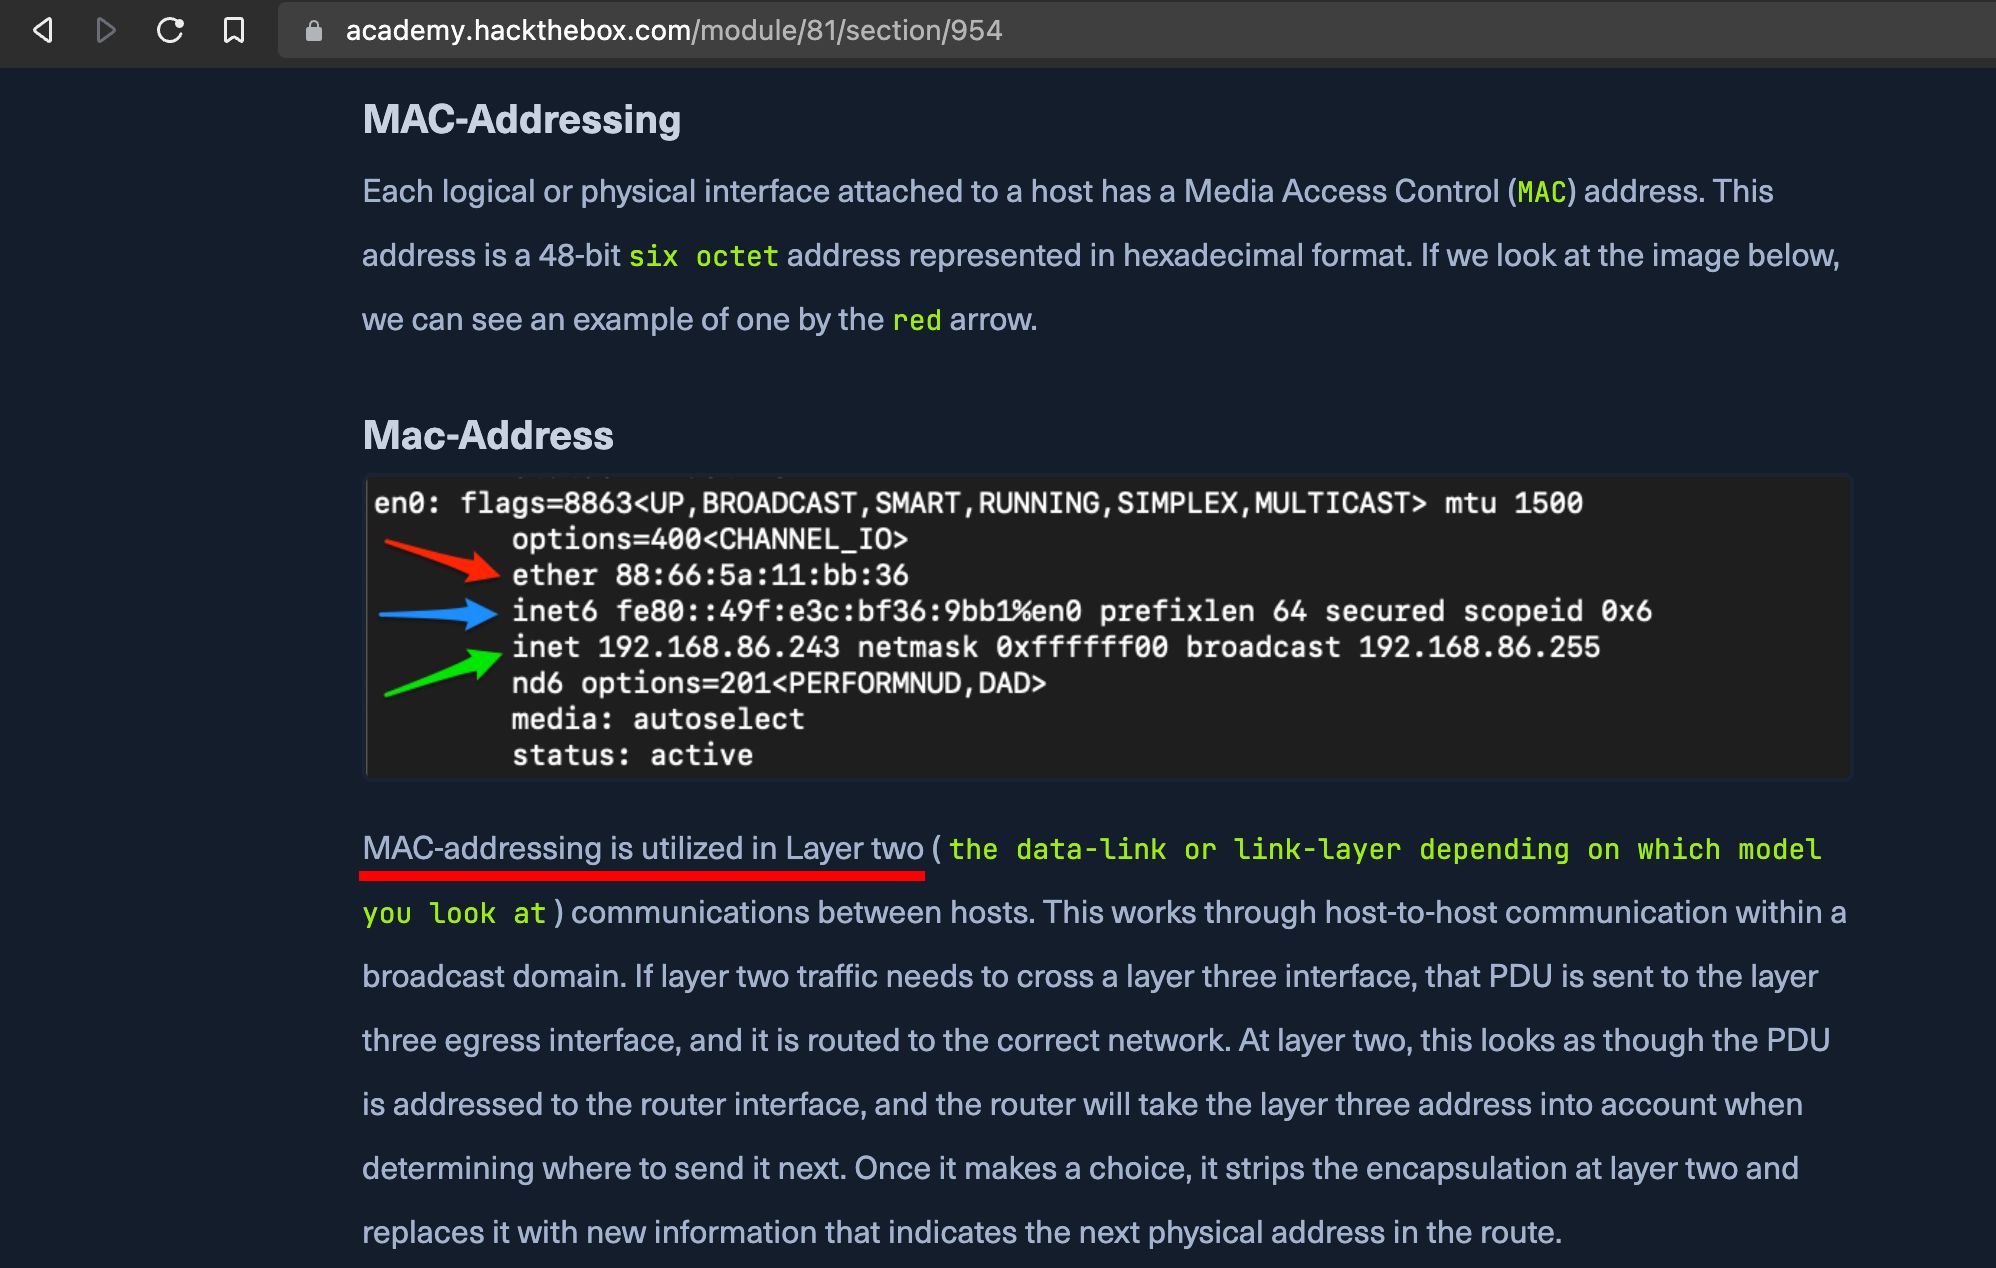 academy.hackthebox.com/module/81/section/954
MAC-Addressing
Each logical or physical interface attached to a host has a Media Access Control (MAC) address. This
address is a 48-bit six octet address represented in hexadecimal format. If we look at the image below,
we can see an example of one by the red arrow.
Mac-Address
en0: flags=8863<UP,BROADCAST,SMART,RUNNING,SIMPLEX,MULTICAST> mtu 1500
options=400<CHANNEL_IO>
ether 88:66:5a:11:bb:36
inet6 fe80::49f:e3c:bf36:9bb1%en0 prefixlen 64 secured scopeid 0x6
inet 192.168.86.243 netmask 0xffffff00 broadcast 192.168.86.255
nd6 options=201<PERFORMNUD,DAD>
media: autoselect
status: active
MAC-addressing is utilized in Layer two ( the data-link or link-layer depending on which model
you look at ) communications between hosts. This works through host-to-host communication within a
broadcast domain. If layer two traffic needs to cross a layer three interface, that PDU is sent to the layer
three egress interface, and it is routed to the correct network. At layer two, this looks as though the PDU
is addressed to the router interface, and the router will take the layer three address into account when
determining where to send it next. Once it makes a choice, it strips the encapsulation at layer two and
replaces it with new information that indicates the next physical address in the route.